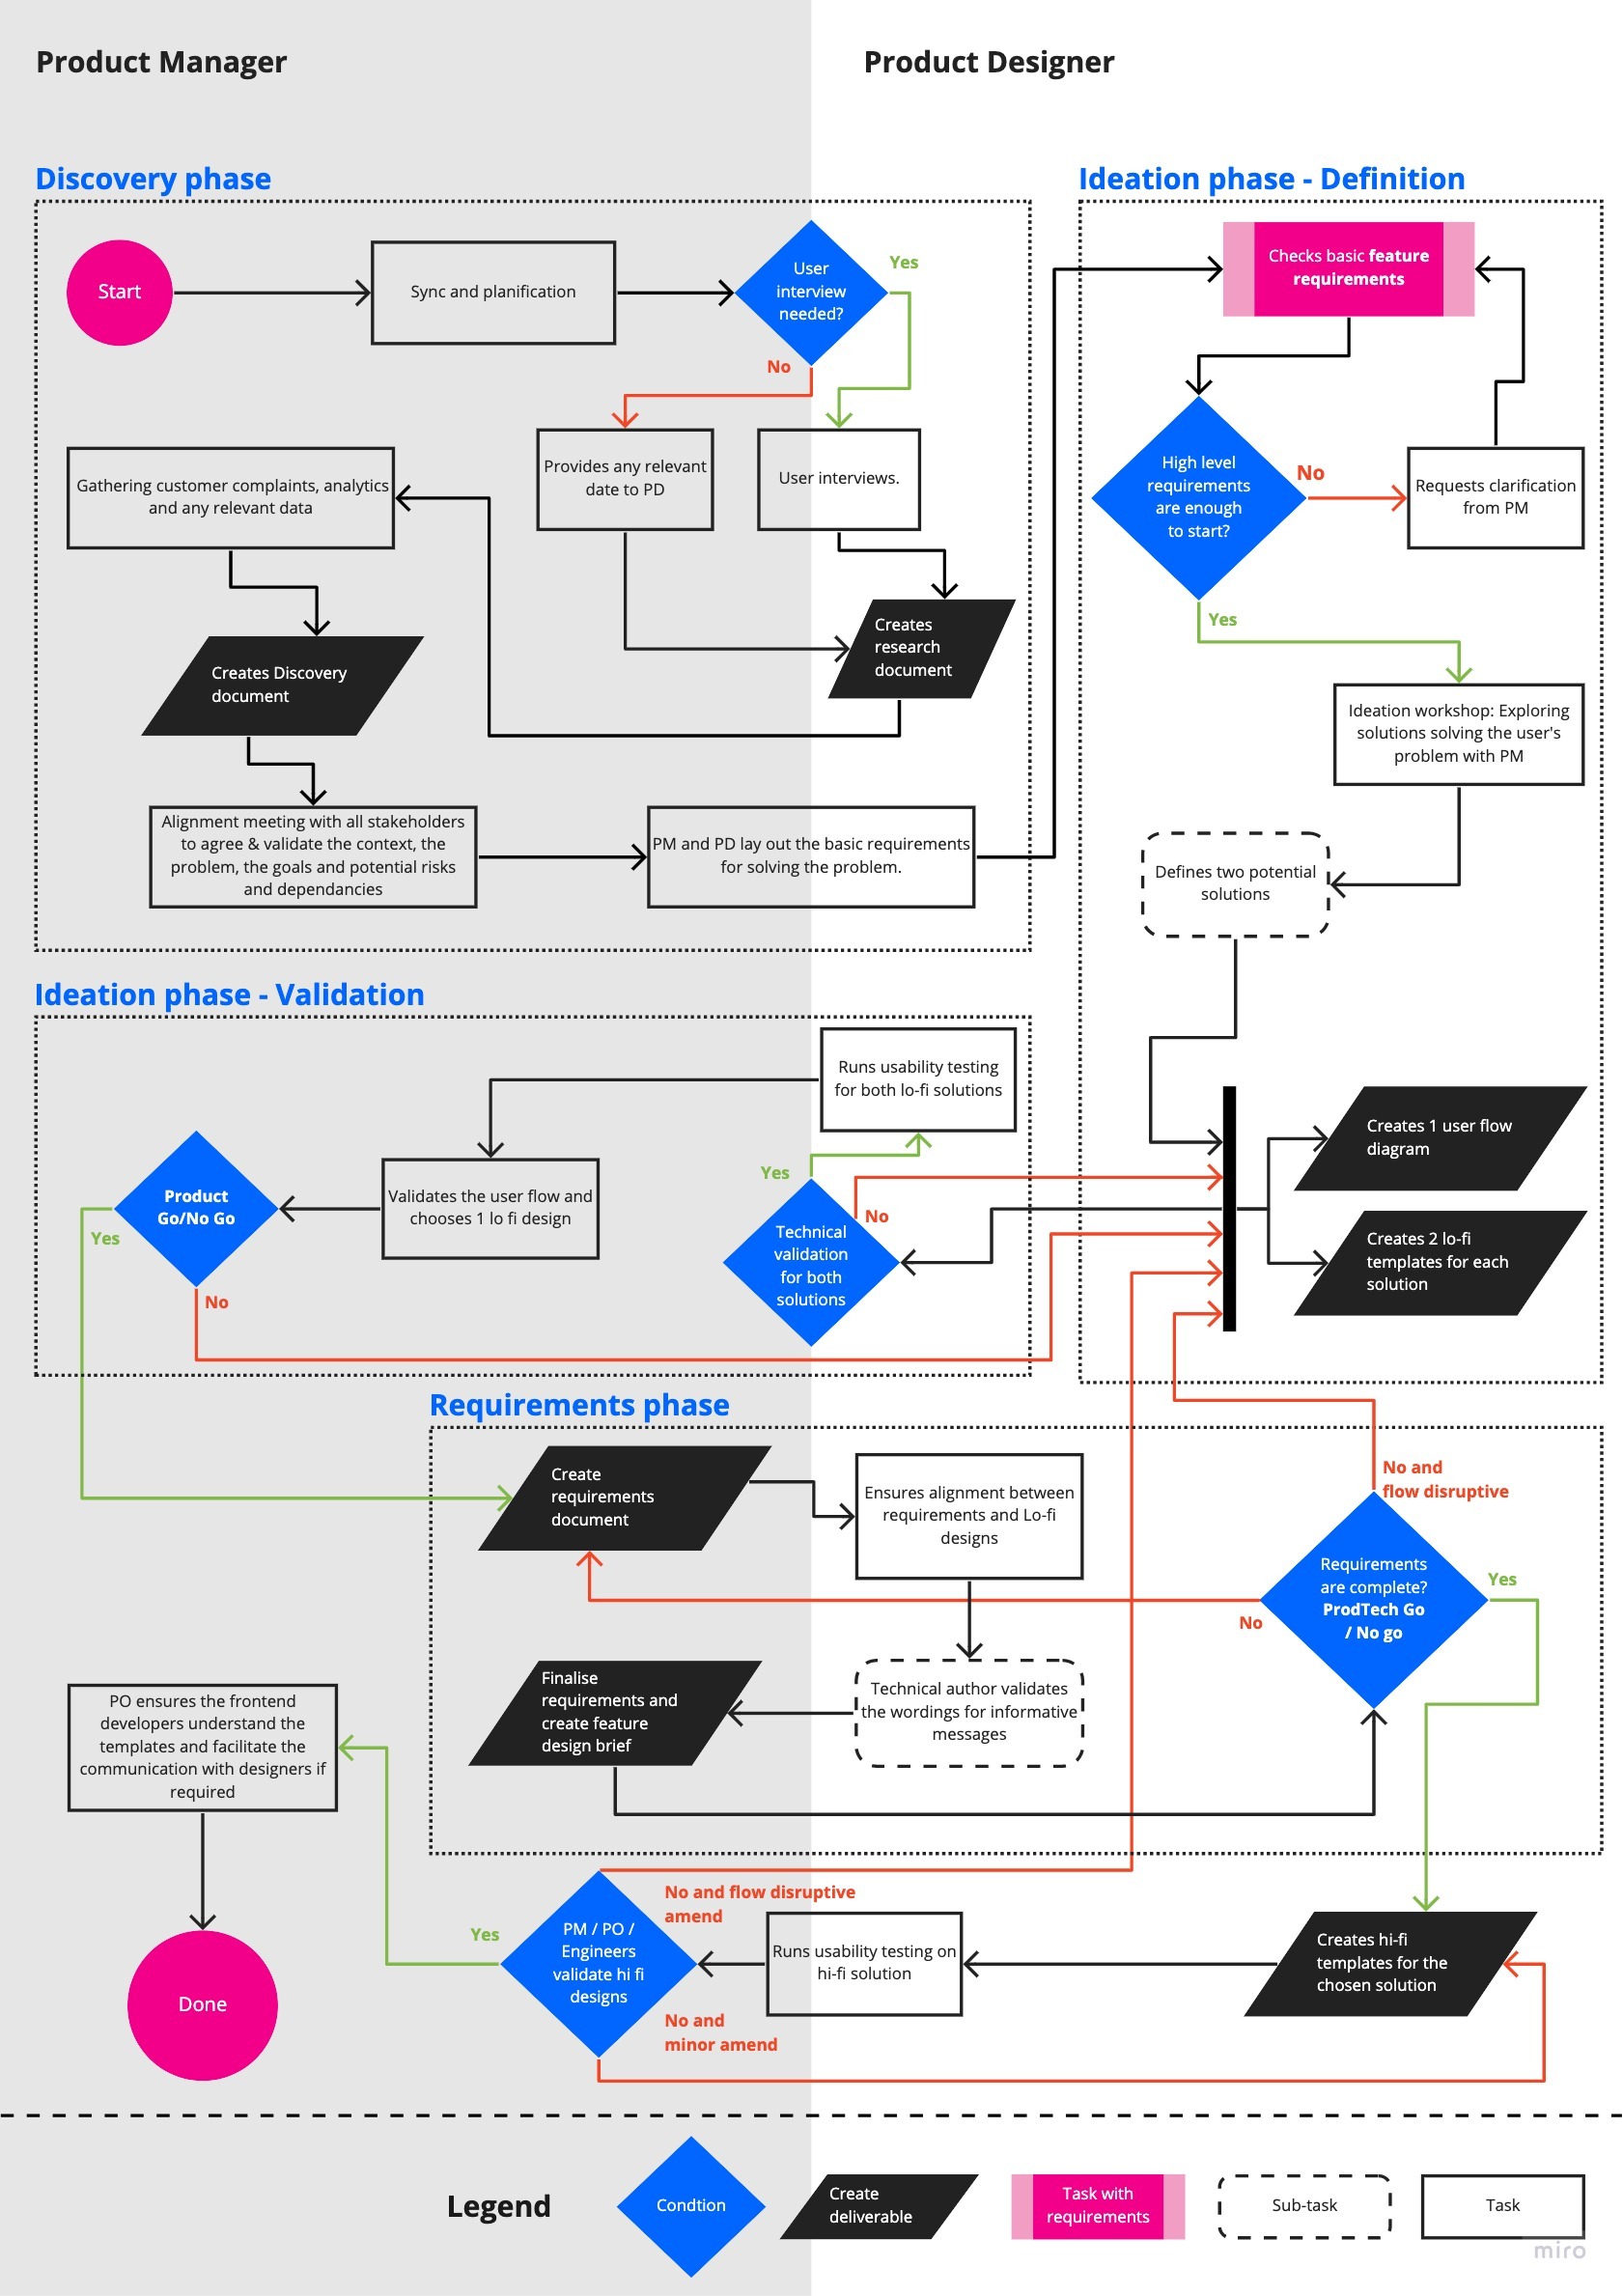 Product Manager
Product Designer
Discovery phase
Start
Sync and planification
User
interview
needed?
Yes
No
Provides any relevant
date to PD
User interviews.
Gathering customer complaints, analytics
and any relevant data
Creates
research
document
Creates Discovery
document
Alignment meeting with all stakeholders
to agree & validate the context, the
problem, the goals and potential risks
and dependancies
PM and PD lay out the basic requirements
for solving the problem.
Ideation phase - Definition
Checks basic feature
requirements
High level
requirements
are enough
to start?
No
Requests clarification
from PM
Yes
Ideation workshop: Exploring
solutions solving the user's
problem with PM
Defines two potential
solutions
Creates 1 user flow
diagram
Creates 2 lo-fi
templates for each
solution
Ideation phase - Validation
Runs usability testing
for both lo-fi solutions
Yes
No
Technical
validation
for both
solutions
Validates the user flow and
chooses 1 lo fi design
Product
Go/No Go
Yes
No
Requirements phase
Create
requirements
document
Ensures alignment between
requirements and Lo-fi
designs
No and
flow disruptive
Requirements
are complete?
ProdTech Go
/ No go
Yes
No
Technical author validates
the wordings for informative
messages
Finalise
requirements and
create feature
design brief
PO ensures the frontend
developers understand the
templates and facilitate the
communication with designers if
required
Done
Yes
PM / PO /
Engineers
validate hi fi
designs
No and flow disruptive
amend
No and
minor amend
Runs usability testing on
hi-fi solution
Creates hi-fi
templates for the
chosen solution
Legend
Condtion
Create
deliverable
Task with
requirements
Sub-task
Task
miro